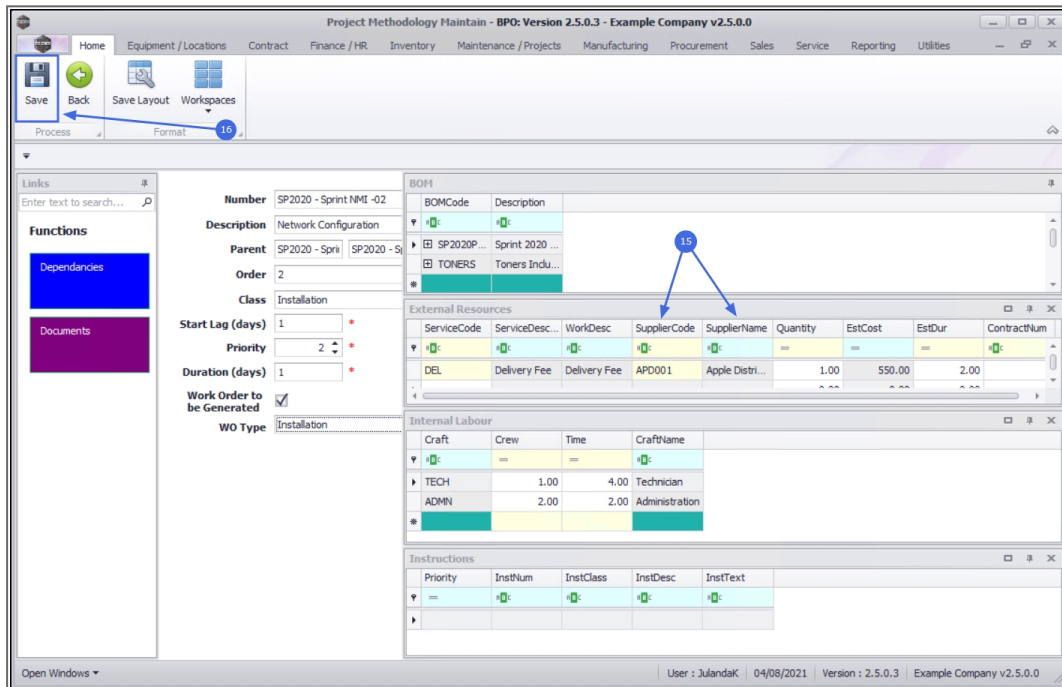 Project Methodology Maintain - BPO: Version 2.5.0.3 - Example Company v2.5.0.0
Home Equipment / Locations Contract Finance / HR Inventory Maintenance / Projects Manufacturing Procurement Sales Service Reporting Utilities
Save Back Save Layout Workspaces
16
Process Format
Links
Enter text to search...
Functions
Dependancies
Documents
Number SP2020 - Sprint NMI -02
Description Network Configuration
Parent SP2020 - Spri SP2020 - Sp
Order 2
Class Installation
Start Lag (days) 1 *
Priority 2 *
Duration (days) 1 *
Work Order to
be Generated
WO Type Installation
BOM
BOMCode Description
SP2020P... Sprint 2020 ...
TONERS Toners Inclu...
15
External Resources
ServiceCode ServiceDesc... WorkDesc SupplierCode SupplierName Quantity EstCost EstDur ContractNum
= = =
DEL Delivery Fee Delivery Fee APD001 Apple Distri... 1.00 550.00 2.00
Internal Labour
Craft Crew Time CraftName
= =
TECH 1.00 4.00 Technician
ADMN 2.00 2.00 Administration
Instructions
Priority InstNum InstClass InstDesc InstText
=
Open Windows User : JulandaK 04/08/2021 Version : 2.5.0.3 Example Company v2.5.0.0